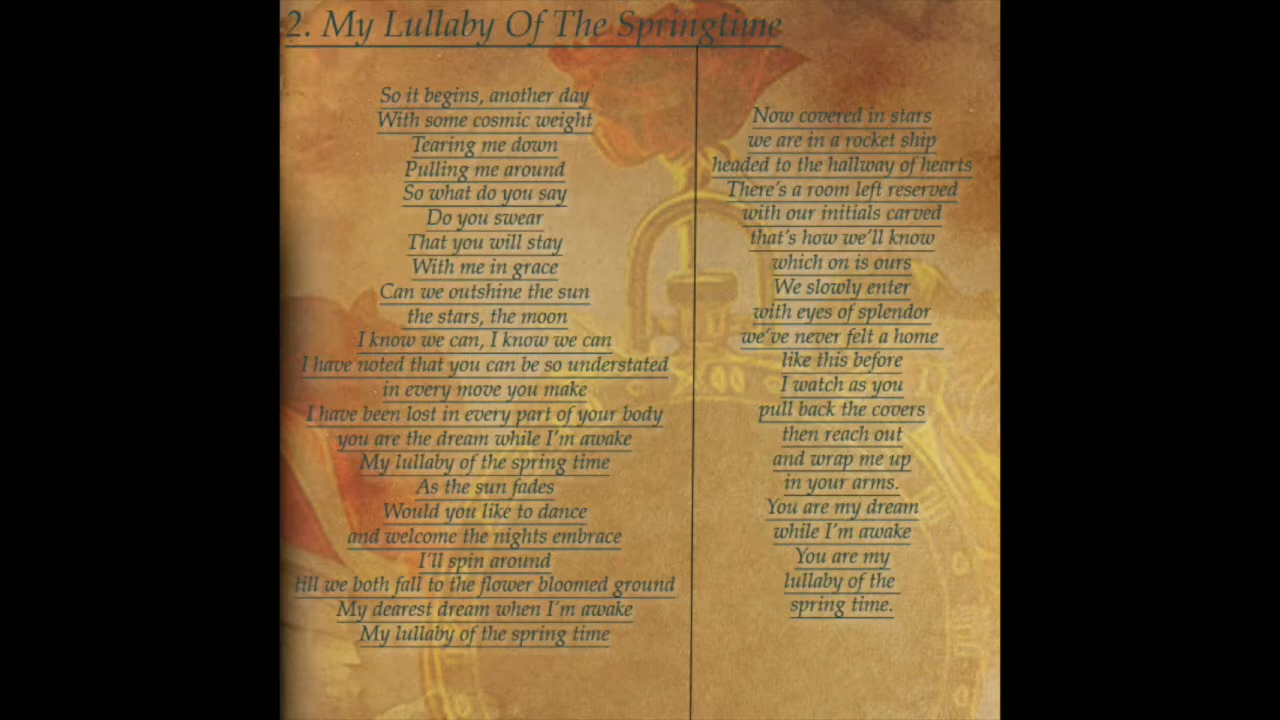 2. My Lullaby Of The Springtime
So it begins, another day
With some cosmic weight
Tearing me down
Pulling me around
So what do you say
Do you swear
That you will stay
With me in grace
Can we outshine the sun
the stars, the moon
I know we can, I know we can
I have noted that you can be so understated
in every move you make
I have been lost in every part of your body
you are the dream while I'm awake
My lullaby of the spring time
As the sun fades
Would you like to dance
and welcome the nights embrace
I'll spin around
till we both fall to the flower bloomed ground
My dearest dream when I'm awake
My lullaby of the spring time
Now covered in stars
we are in a rocket ship
headed to the hallway of hearts
There's a room left reserved
with our initials carved
that's how we'll know
which on is ours
We slowly enter
with eyes of splendor
we've never felt a home
like this before
I watch as you
pull back the covers
then reach out
and wrap me up
in your arms.
You are my dream
while I'm awake
You are my
lullaby of the
spring time.